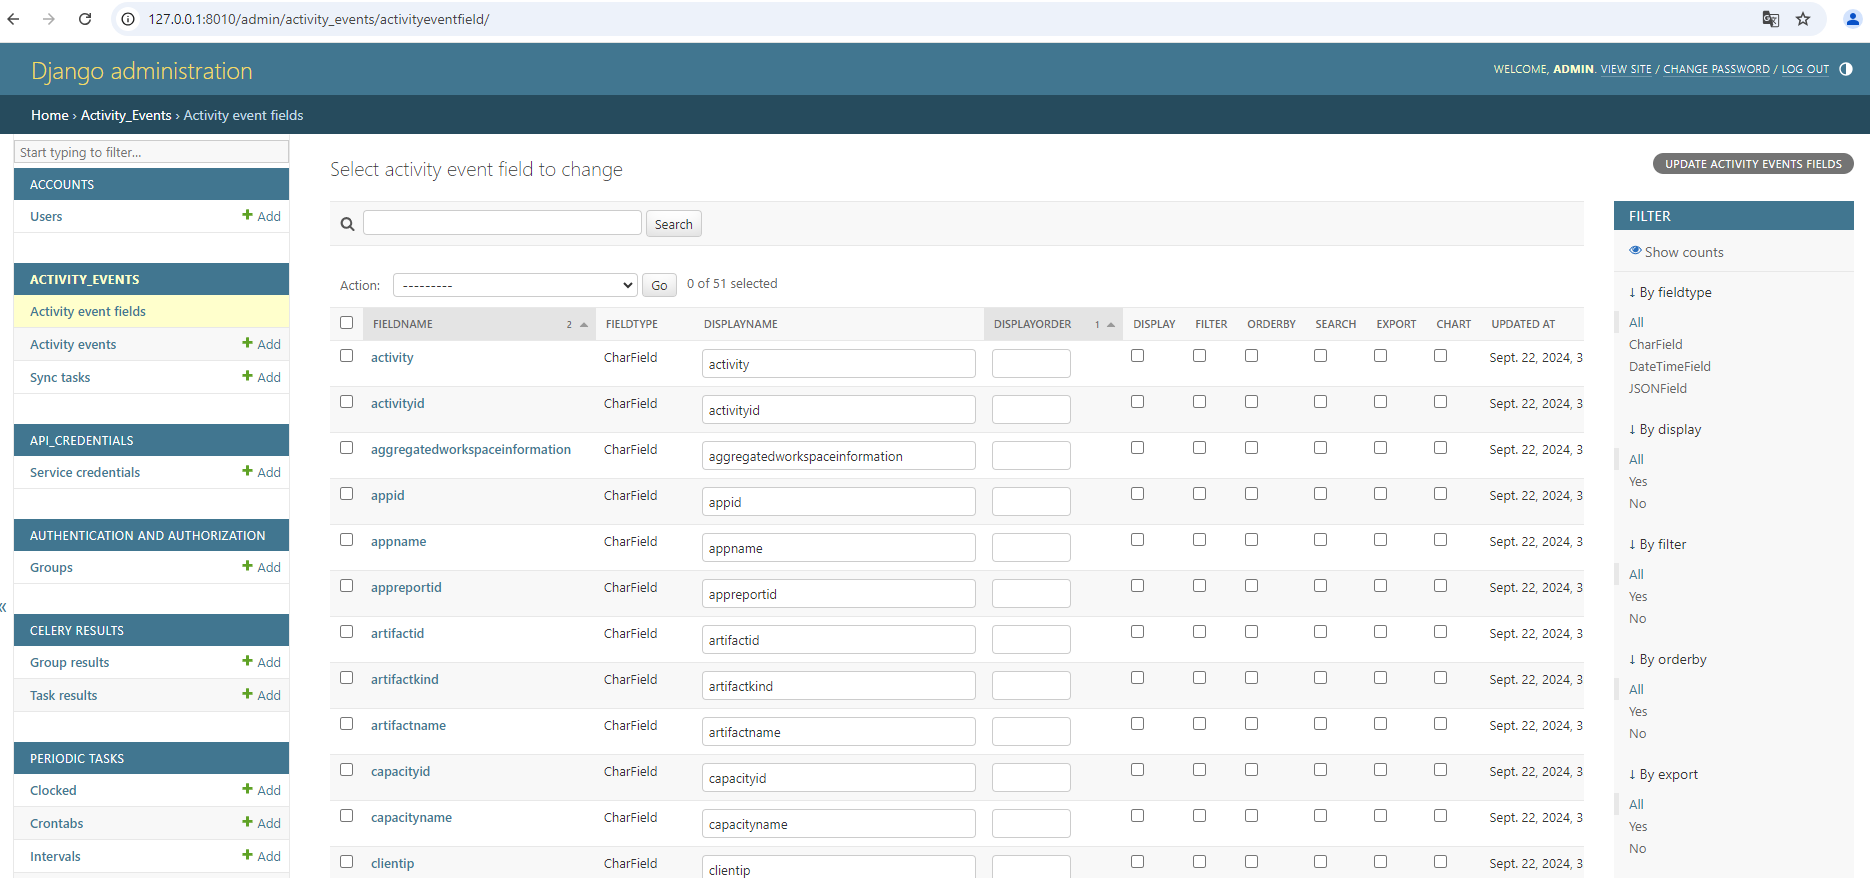 127.0.0.1:8010/admin/activity_events/activityeventfield/
Django administration
WELCOME, ADMIN. VIEW SITE / CHANGE PASSWORD / LOG OUT
Home › Activity_Events › Activity event fields
Start typing to filter...
ACCOUNTS
Users Add
ACTIVITY_EVENTS
Activity event fields
Activity events Add
Sync tasks Add
API_CREDENTIALS
Service credentials Add
AUTHENTICATION AND AUTHORIZATION
Groups Add
CELERY RESULTS
Group results Add
Task results Add
PERIODIC TASKS
Clocked Add
Crontabs Add
Intervals Add
«
Select activity event field to change
UPDATE ACTIVITY EVENTS FIELDS
Search
Action: --------- Go 0 of 51 selected
FIELDNAME 2 FIELDTYPE DISPLAYNAME DISPLAYORDER 1 DISPLAY FILTER ORDERBY SEARCH EXPORT CHART UPDATED AT
activity CharField activity Sept. 22, 2024, 3
activityid CharField activityid Sept. 22, 2024, 3
aggregatedworkspaceinformation CharField aggregatedworkspaceinformation Sept. 22, 2024, 3
appid CharField appid Sept. 22, 2024, 3
appname CharField appname Sept. 22, 2024, 3
appreportid CharField appreportid Sept. 22, 2024, 3
artifactid CharField artifactid Sept. 22, 2024, 3
artifactkind CharField artifactkind Sept. 22, 2024, 3
artifactname CharField artifactname Sept. 22, 2024, 3
capacityid CharField capacityid Sept. 22, 2024, 3
capacityname CharField capacityname Sept. 22, 2024, 3
clientip CharField clientip Sept. 22, 2024, 3
FILTER
Show counts
↓ By fieldtype
All
CharField
DateTimeField
JSONField
↓ By display
All
Yes
No
↓ By filter
All
Yes
No
↓ By orderby
All
Yes
No
↓ By export
All
Yes
No